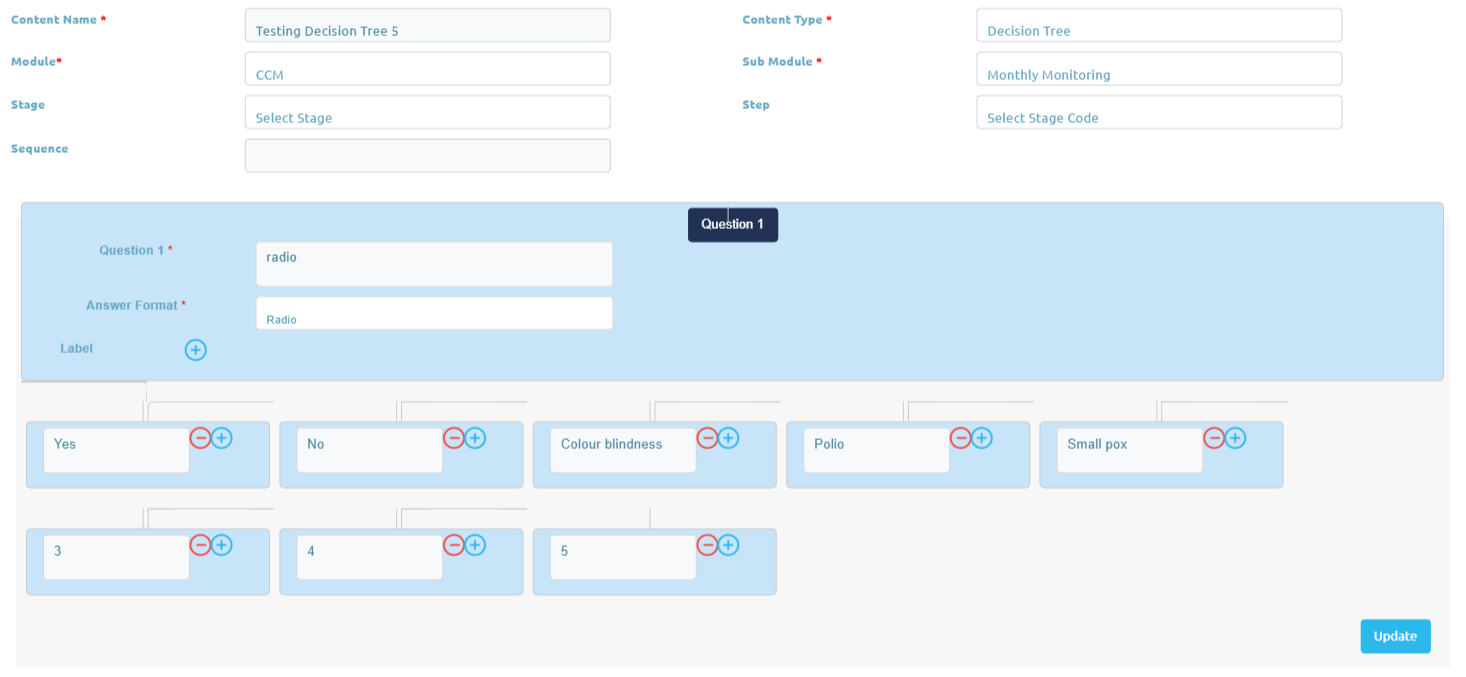 Content Name *
Testing Decision Tree 5
Content Type *
Decision Tree
Module*
CCM
Sub Module *
Monthly Monitoring
Stage
Select Stage
Step
Select Stage Code
Sequence
Question 1
Question 1 *
radio
Answer Format *
Radio
Label
Yes
No
Colour blindness
Polio
Small pox
3
4
5
Update